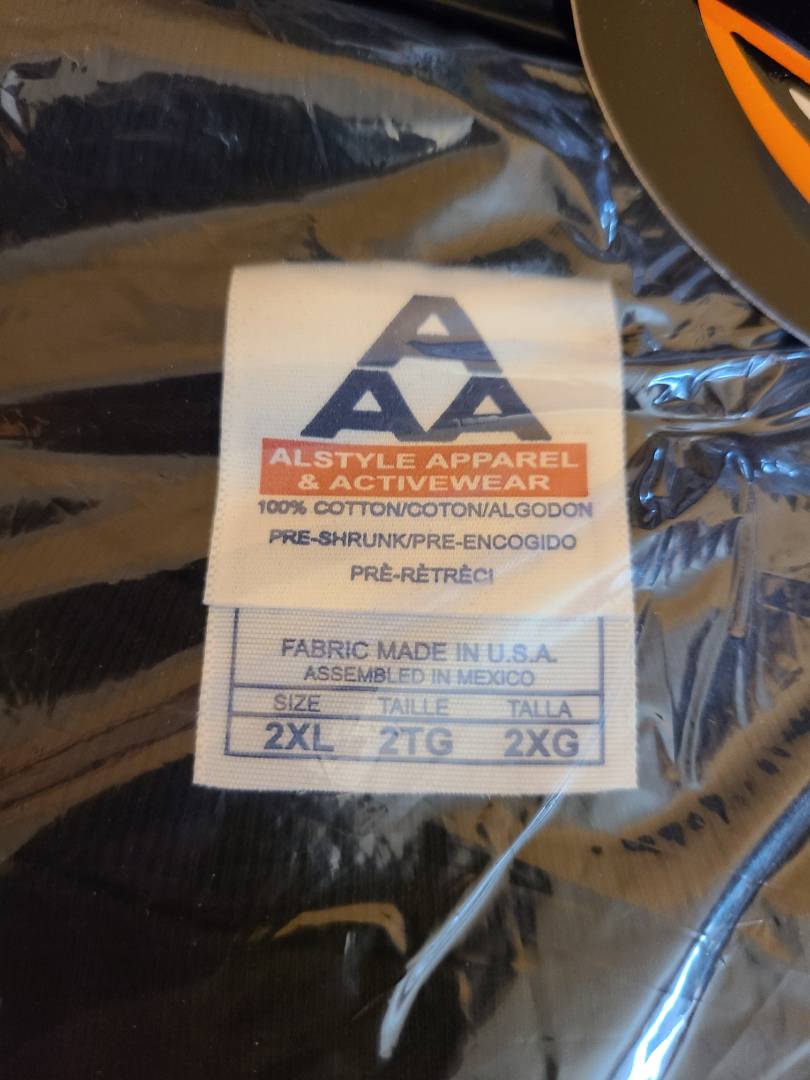 A
AA
ALSTYLE APPAREL
& ACTIVEWEAR
100% COTTON/COTON/ALGODON
PRE-SHRUNK/PRE-ENCOGIDO
PRÈ-RÈTRÈCI
FABRIC MADE IN U.S.A.
ASSEMBLED IN MEXICO
SIZE TAILLE TALLA
2XL 2TG 2XG